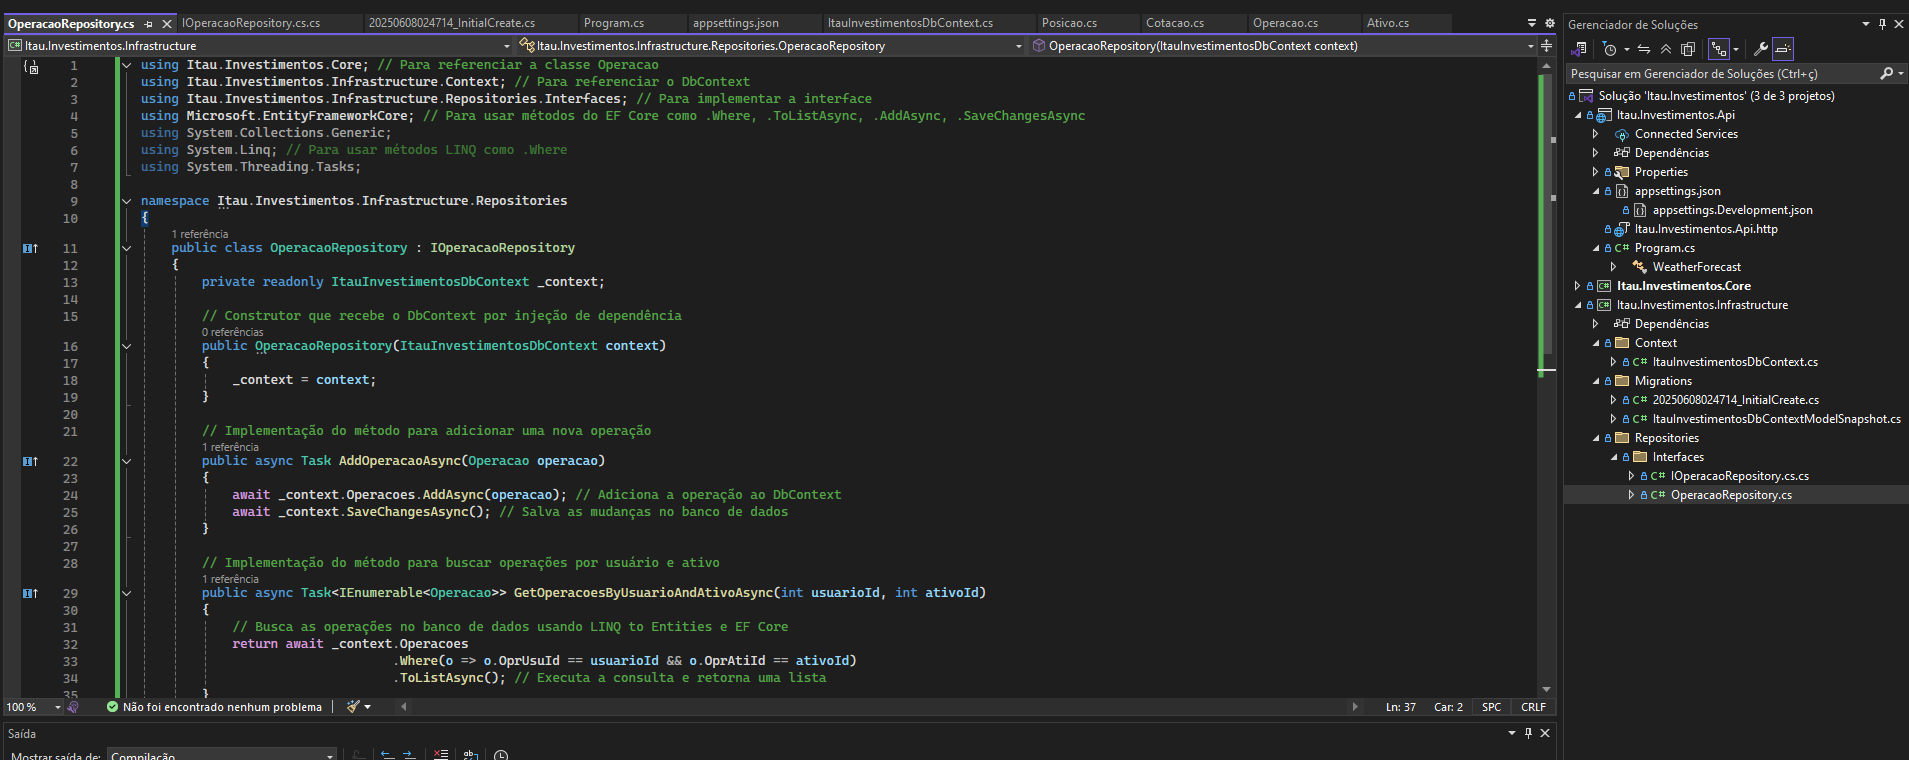 OperacaoRepository.cs
IOperacaoRepository.cs.cs
20250608024714_InitialCreate.cs
Program.cs
appsettings.json
ItauInvestimentosDbContext.cs
Posicao.cs
Cotacao.cs
Operacao.cs
Ativo.cs
Itau.Investimentos.Infrastructure
Itau.Investimentos.Infrastructure.Repositories.OperacaoRepository
OperacaoRepository(ItauInvestimentosDbContext context)
1 using Itau.Investimentos.Core; // Para referenciar a classe Operacao
2 using Itau.Investimentos.Infrastructure.Context; // Para referenciar o DbContext
3 using Itau.Investimentos.Infrastructure.Repositories.Interfaces; // Para implementar a interface
4 using Microsoft.EntityFrameworkCore; // Para usar métodos do EF Core como .Where, .ToListAsync, .AddAsync, .SaveChangesAsync
5 using System.Collections.Generic;
6 using System.Linq; // Para usar métodos LINQ como .Where
7 using System.Threading.Tasks;
8
9 namespace Itau.Investimentos.Infrastructure.Repositories
10 {
1 referência
11 public class OperacaoRepository : IOperacaoRepository
12 {
13 private readonly ItauInvestimentosDbContext _context;
14
15 // Construtor que recebe o DbContext por injeção de dependência
0 referências
16 public OperacaoRepository(ItauInvestimentosDbContext context)
17 {
18 _context = context;
19 }
20
21 // Implementação do método para adicionar uma nova operação
1 referência
22 public async Task AddOperacaoAsync(Operacao operacao)
23 {
24 await _context.Operacoes.AddAsync(operacao); // Adiciona a operação ao DbContext
25 await _context.SaveChangesAsync(); // Salva as mudanças no banco de dados
26 }
27
28 // Implementação do método para buscar operações por usuário e ativo
1 referência
29 public async Task<IEnumerable<Operacao>> GetOperacoesByUsuarioAndAtivoAsync(int usuarioId, int ativoId)
30 {
31 // Busca as operações no banco de dados usando LINQ to Entities e EF Core
32 return await _context.Operacoes
33 .Where(o => o.OprUsuId == usuarioId && o.OprAtiId == ativoId)
34 .ToListAsync(); // Executa a consulta e retorna uma lista
35 }
100 %
Não foi encontrado nenhum problema
Ln: 37
Car: 2
SPC
CRLF
Saída
Mostrar saída de: Compilação
Gerenciador de Soluções
Pesquisar em Gerenciador de Soluções (Ctrl+ç)
Solução 'Itau.Investimentos' (3 de 3 projetos)
Itau.Investimentos.Api
Connected Services
Dependências
Properties
appsettings.json
appsettings.Development.json
Itau.Investimentos.Api.http
C# Program.cs
WeatherForecast
C# Itau.Investimentos.Core
C# Itau.Investimentos.Infrastructure
Dependências
Context
C# ItauInvestimentosDbContext.cs
Migrations
C# 20250608024714_InitialCreate.cs
C# ItauInvestimentosDbContextModelSnapshot.cs
Repositories
Interfaces
C# IOperacaoRepository.cs.cs
C# OperacaoRepository.cs